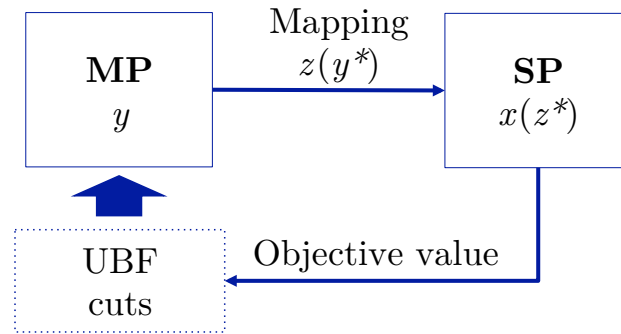 Mapping
z(y*)
MP
y
SP
x(z*)
UBF
cuts
Objective value